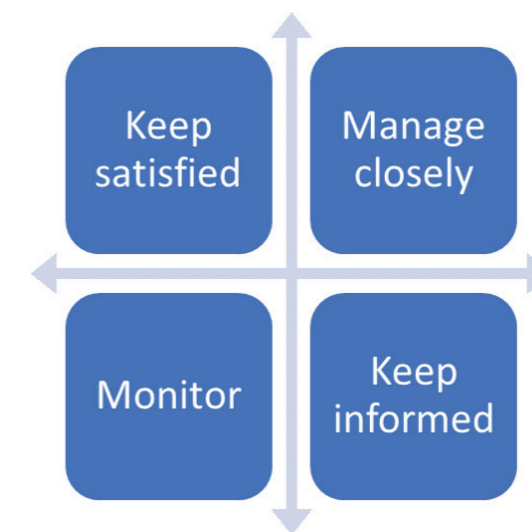 Keep
satisfied
Manage
closely
Monitor
Keep
informed